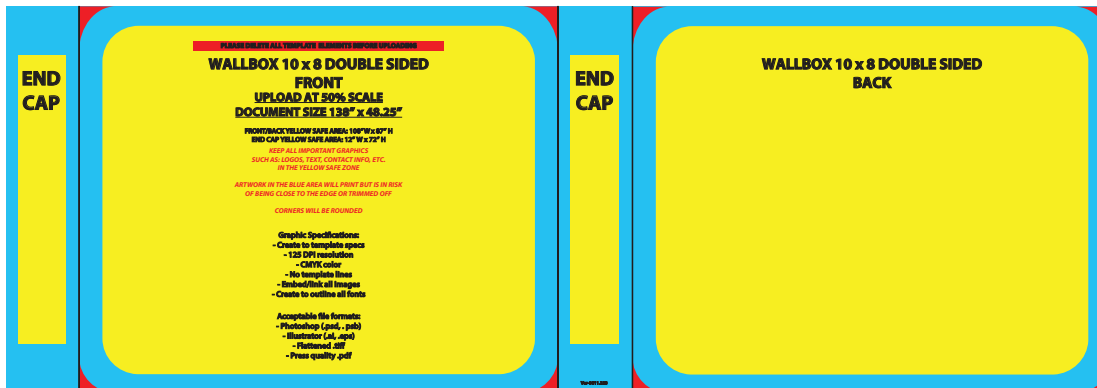 PLEASE DELETE ALL TEMPLATE ELEMENTS BEFORE UPLOADING
WALLBOX 10 x 8 DOUBLE SIDED
FRONT
UPLOAD AT 50% SCALE
DOCUMENT SIZE 138” x 48.25”
FRONT/BACK YELLOW SAFE AREA: 108”W x 87” H
END CAP YELLOW SAFE AREA: 12” W x 72” H
KEEP ALL IMPORTANT GRAPHICS
SUCH AS: LOGOS, TEXT, CONTACT INFO, ETC.
IN THE YELLOW SAFE ZONE
ARTWORK IN THE BLUE AREA WILL PRINT BUT IS IN RISK
OF BEING CLOSE TO THE EDGE OR TRIMMED OFF
CORNERS WILL BE ROUNDED
Graphic Specifications:
- Create to template specs
- 125 DPI resolution
- CMYK color
- No template lines
- Embed/link all images
- Create to outline all fonts
Acceptable file formats:
- Photoshop (.psd, . psb)
- Illustrator (.ai, .eps)
- Flattened .tiff
- Press quality .pdf
END
CAP
END
CAP
WALLBOX 10 x 8 DOUBLE SIDED
BACK